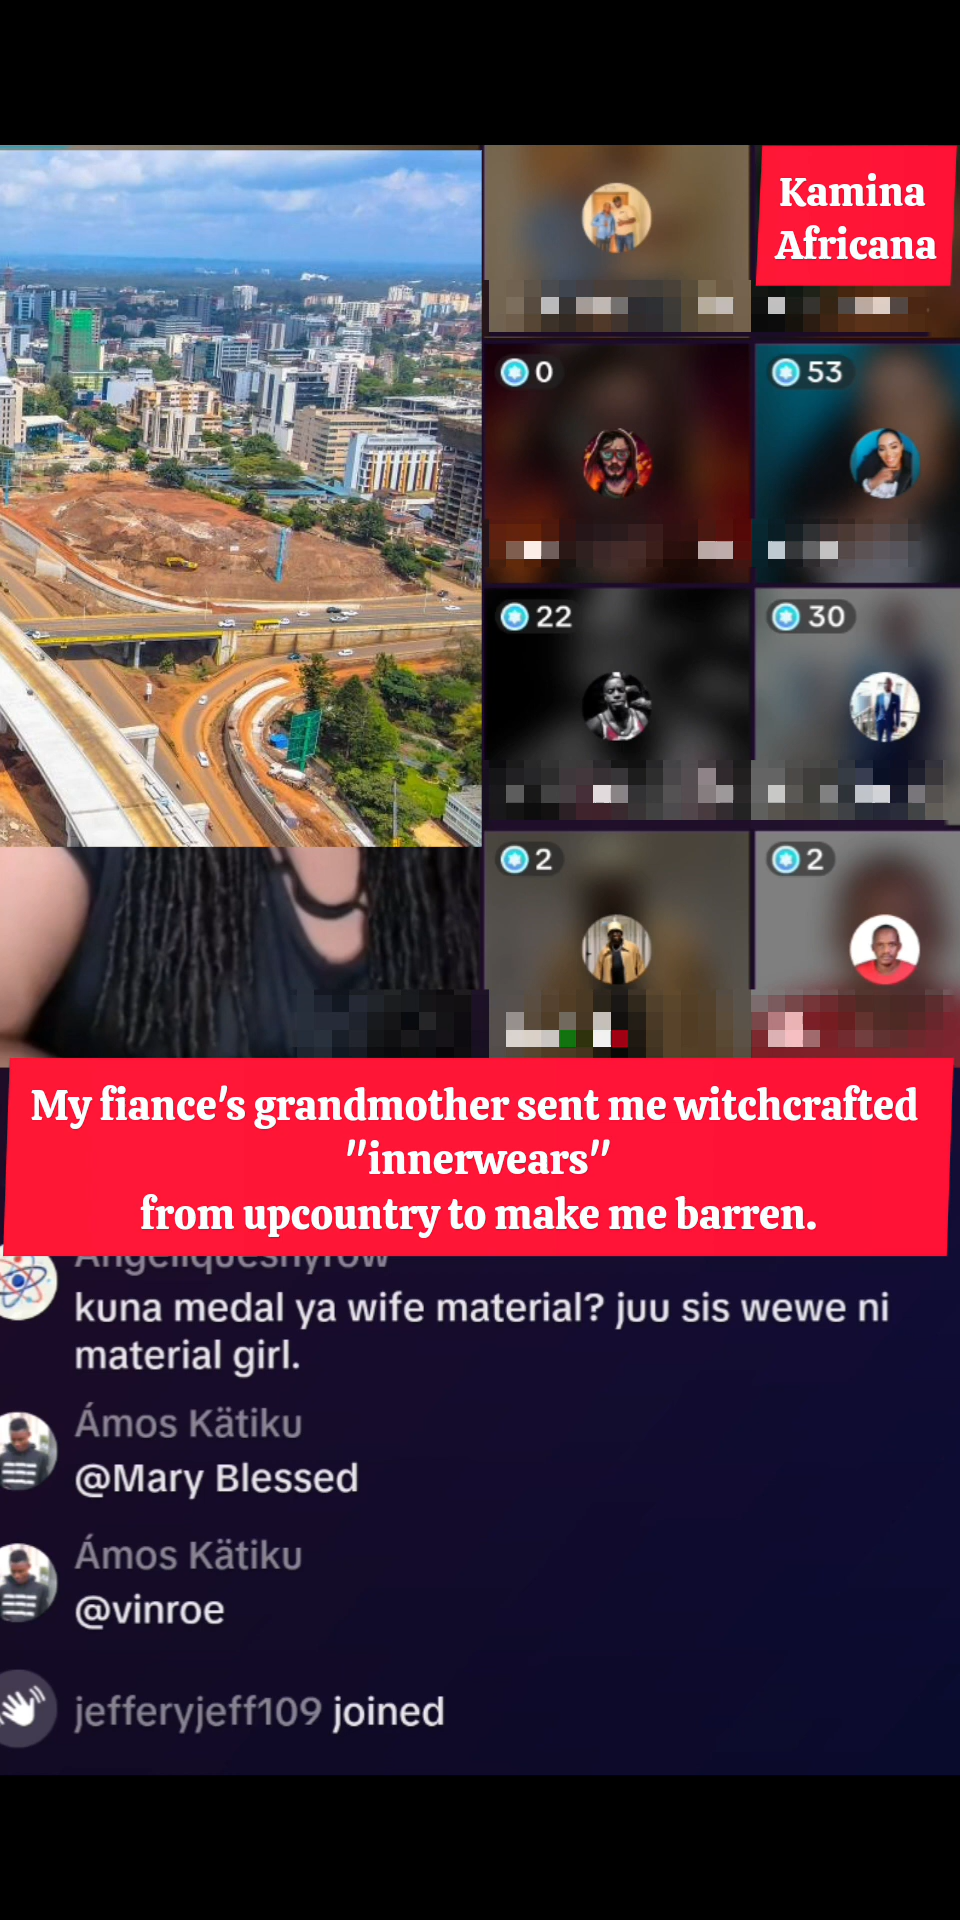 Kamina
Africana
0
53
22
30
2
2
My fiance's grandmother sent me witchcrafted
"innerwears"
from upcountry to make me barren.
kuna medal ya wife material? juu sis wewe ni
material girl.
Ámos Kätiku
@Mary Blessed
Ámos Kätiku
@vinroe
jefferyjeff109 joined